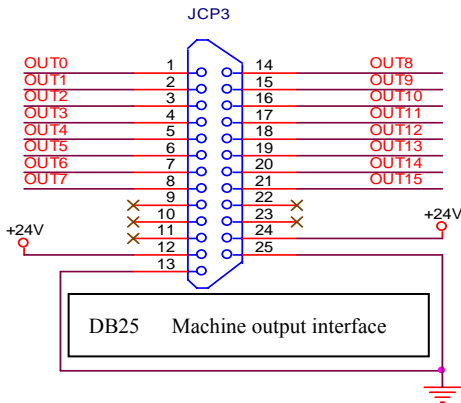 JCP3
OUT0 1 14 OUT8
OUT1 2 15 OUT9
OUT2 3 16 OUT10
OUT3 4 17 OUT11
OUT4 5 18 OUT12
OUT5 6 19 OUT13
OUT6 7 20 OUT14
OUT7 8 21 OUT15
9 22
10 23
+24V 11 24 +24V
12 25
13
DB25 Machine output interface